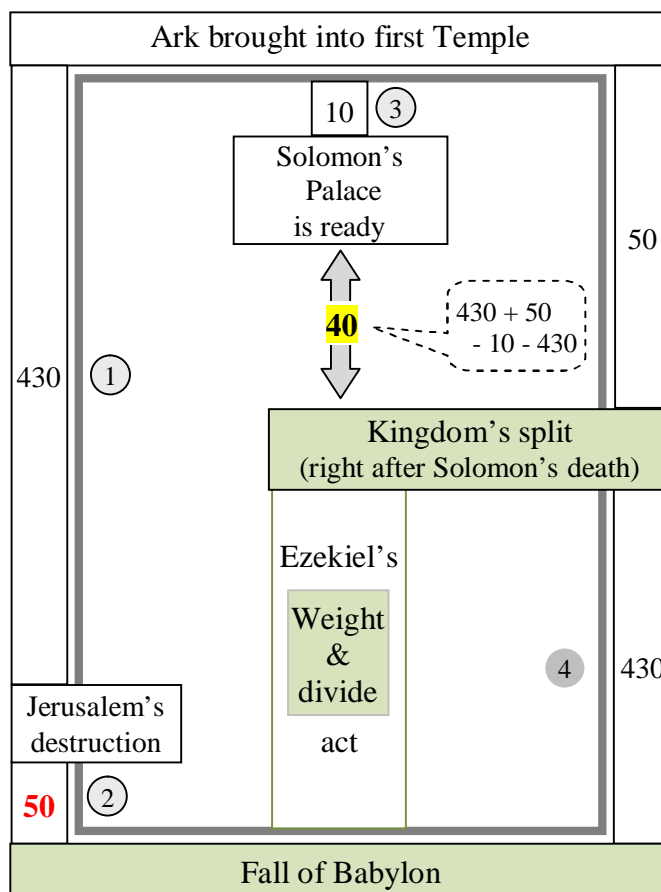 Ark brought into first Temple
10
3
Solomon's
Palace
is ready
50
40
430 + 50
- 10 - 430
430
1
Kingdom's split
(right after Solomon's death)
Ezekiel's
Weight
&
divide
act
4
430
Jerusalem's
destruction
50
2
Fall of Babylon